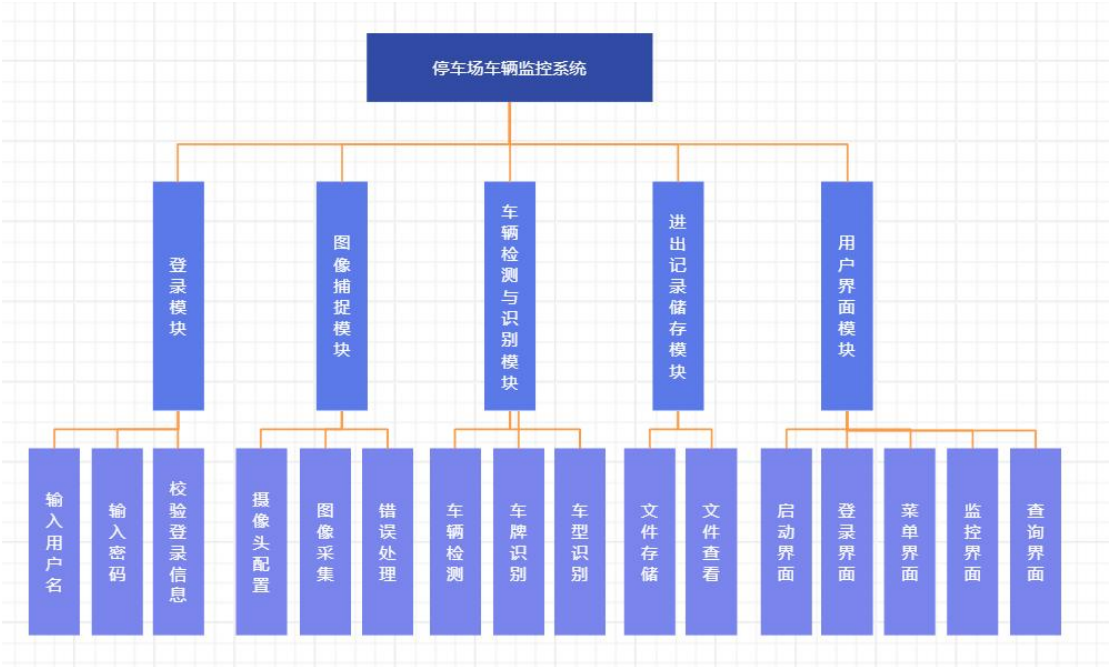 停车场车辆监控系统
登录模块
图像捕捉模块
车辆检测与识别模块
进出记录储存模块
用户界面模块
输入用户名
输入密码
校验登录信息
摄像头配置
图像采集
错误处理
车辆检测
车牌识别
车型识别
文件存储
文件查看
启动界面
登录界面
菜单界面
监控界面
查询界面